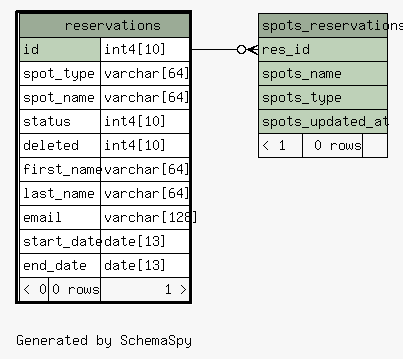 reservations
id int4[10]
spot_type varchar[64]
spot_name varchar[64]
status int4[10]
deleted int4[10]
first_name varchar[64]
last_name varchar[64]
email varchar[128]
start_date date[13]
end_date date[13]
< 0 0 rows 1 >
spots_reservations
res_id
spots_name
spots_type
spots_updated_at
< 1 0 rows
Generated by SchemaSpy